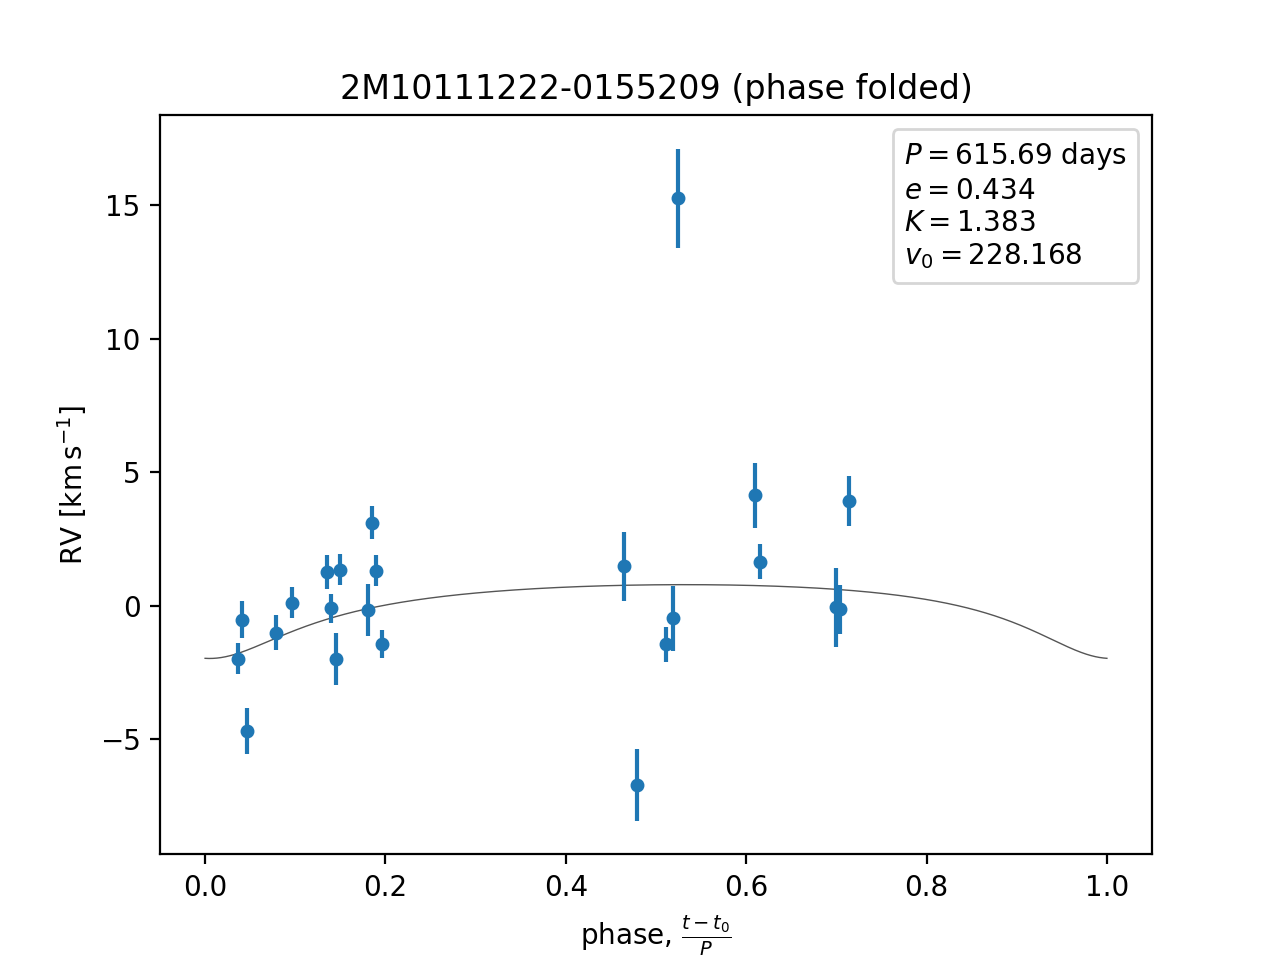 2M10111222-0155209 (phase folded)
P = 615.69 days
e = 0.434
K = 1.383
v₀ = 228.168
15
10
5
0
−5
RV [km s⁻¹]
0.0 0.2 0.4 0.6 0.8 1.0
phase, (t − t₀)/P